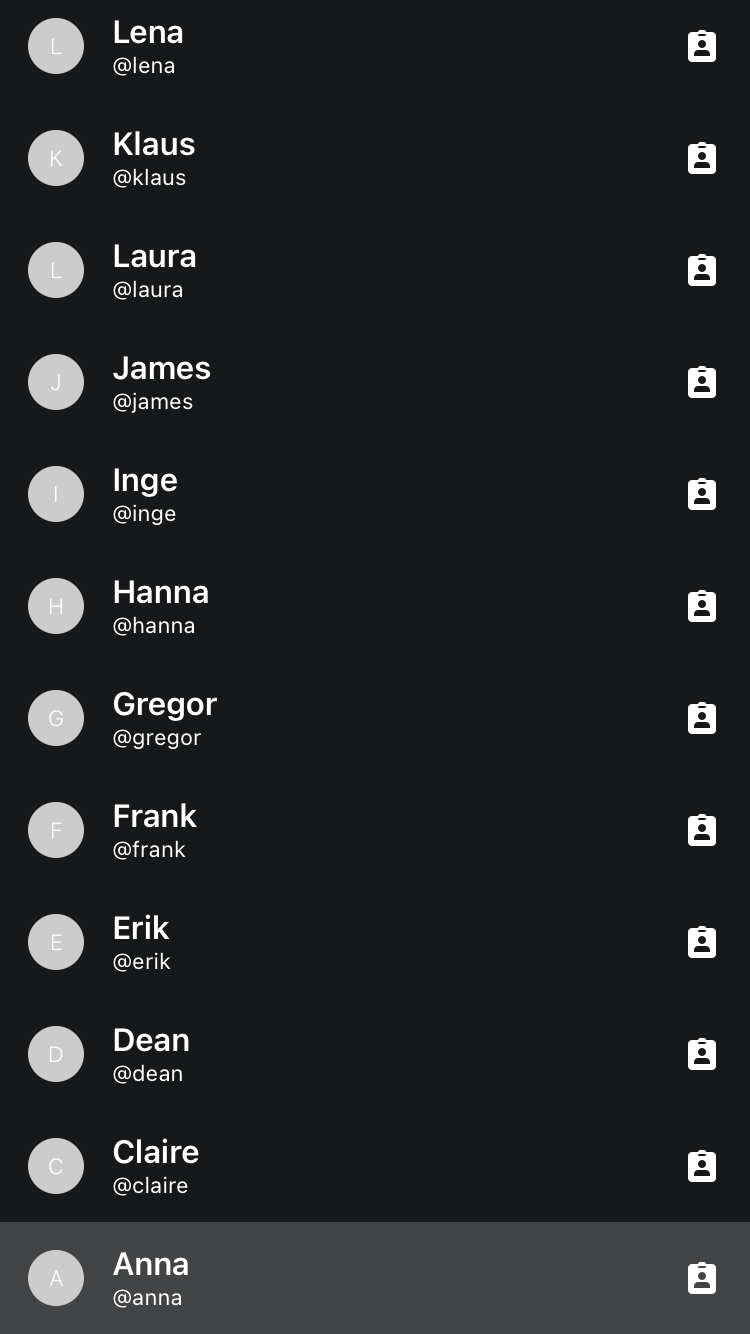 L
Lena
@lena
K
Klaus
@klaus
L
Laura
@laura
J
James
@james
I
Inge
@inge
H
Hanna
@hanna
G
Gregor
@gregor
F
Frank
@frank
E
Erik
@erik
D
Dean
@dean
C
Claire
@claire
A
Anna
@anna